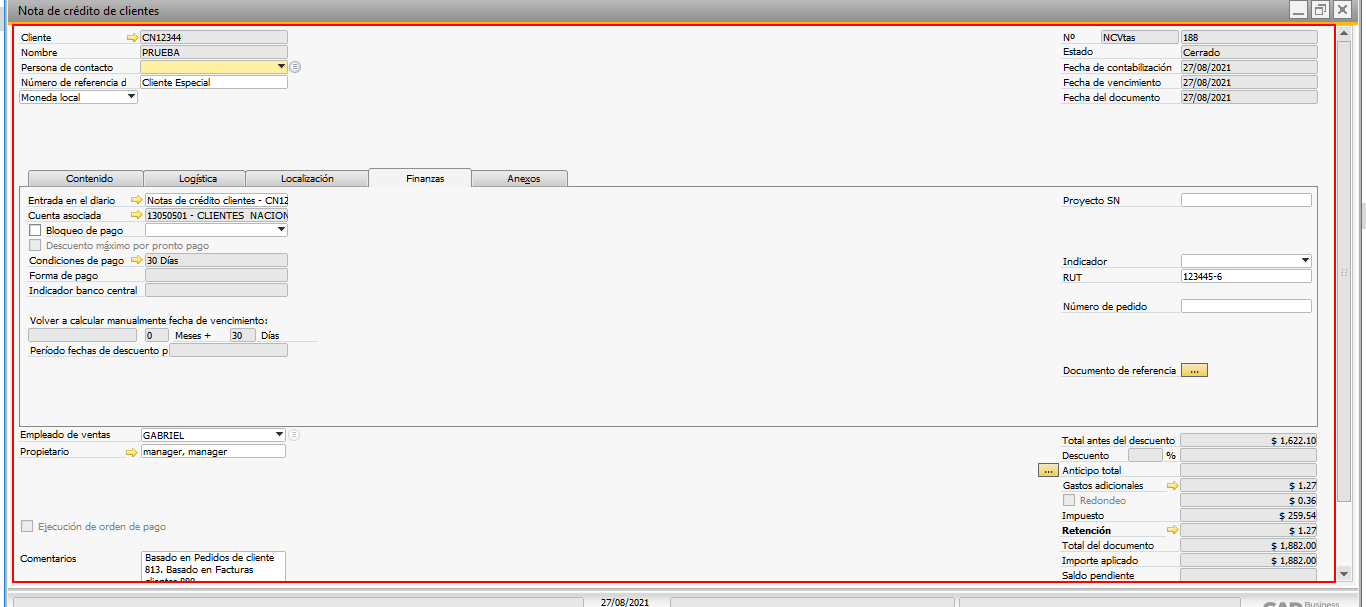 Nota de crédito de clientes
Cliente CN12344
Nombre PRUEBA
Persona de contacto
Número de referencia d Cliente Especial
Moneda local
Nº NCVtas 188
Estado Cerrado
Fecha de contabilización 27/08/2021
Fecha de vencimiento 27/08/2021
Fecha del documento 27/08/2021
Contenido Logística Localización Finanzas Anexos
Entrada en el diario Notas de crédito clientes - CN12
Cuenta asociada 13050501 - CLIENTES NACION
Bloqueo de pago
Descuento máximo por pronto pago
Condiciones de pago 30 Días
Forma de pago
Indicador banco central
Volver a calcular manualmente fecha de vencimiento:
0 Meses + 30 Días
Período fechas de descuento p
Proyecto SN
Indicador
RUT 123445-6
Número de pedido
Documento de referencia ...
Empleado de ventas GABRIEL
Propietario manager, manager
Ejecución de orden de pago
Comentarios Basado en Pedidos de cliente
813. Basado en Facturas
Total antes del descuento $ 1,622.10
Descuento %
... Anticipo total
Gastos adicionales $ 1.27
Redondeo $ 0.36
Impuesto $ 259.54
Retención $ 1.27
Total del documento $ 1,882.00
Importe aplicado $ 1,882.00
Saldo pendiente
27/08/2021
Business